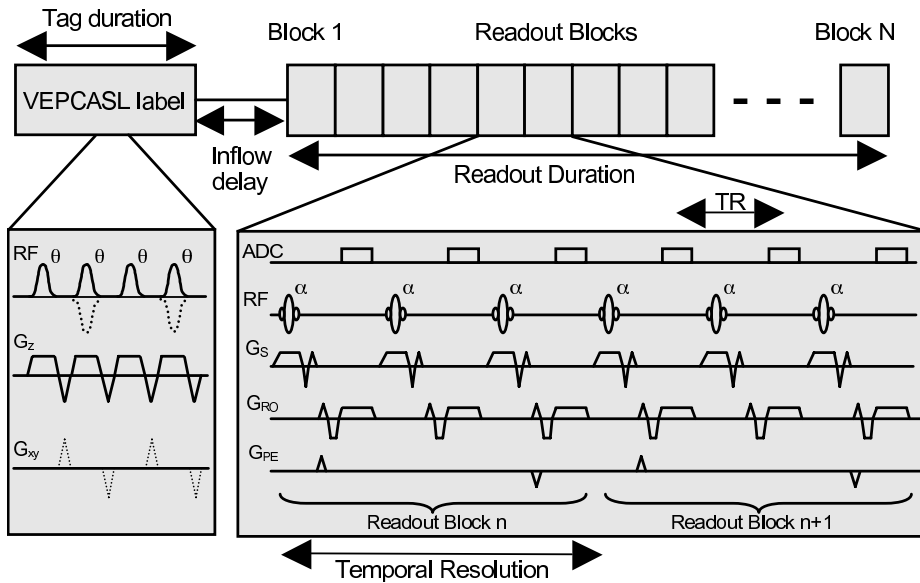 Tag duration
Block 1
Readout Blocks
Block N
VEPCASL label
Inflow
delay
Readout Duration
TR
RF
θ θ θ θ
Gz
Gxy
ADC
RF
α α α α α α
GS
GRO
GPE
Readout Block n
Readout Block n+1
Temporal Resolution